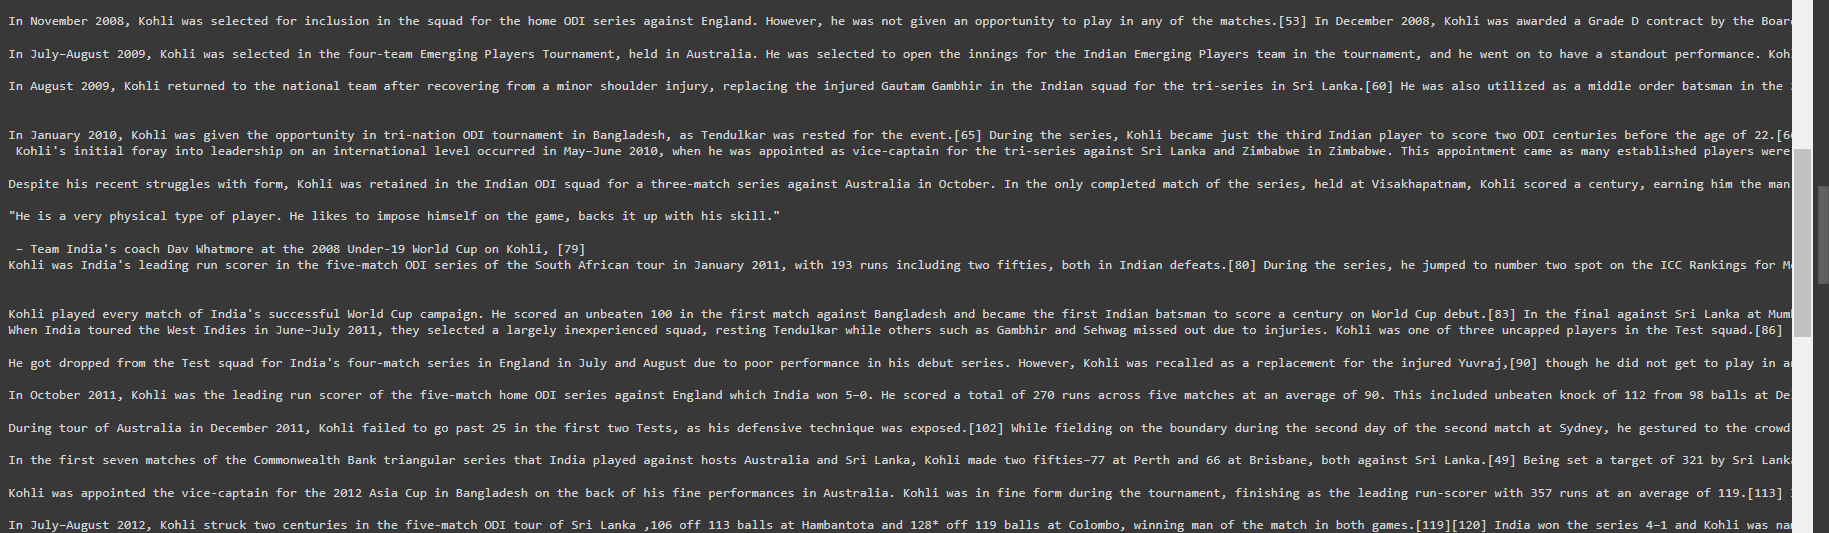 In November 2008, Kohli was selected for inclusion in the squad for the home ODI series against England. However, he was not given an opportunity to play in any of the matches.[53] In December 2008, Kohli was awarded a Grade D contract by the
In July–August 2009, Kohli was selected in the four-team Emerging Players Tournament, held in Australia. He was selected to open the innings for the Indian Emerging Players team in the tournament, and he went on to have a standout performance.
In August 2009, Kohli returned to the national team after recovering from a minor shoulder injury, replacing the injured Gautam Gambhir in the Indian squad for the tri-series in Sri Lanka.[60] He was also utilized as a middle order batsman in the
In January 2010, Kohli was given the opportunity in tri-nation ODI tournament in Bangladesh, as Tendulkar was rested for the event.[65] During the series, Kohli became just the third Indian player to score two ODI centuries before the age of 22.
Kohli's initial foray into leadership on an international level occurred in May–June 2010, when he was appointed as vice-captain for the tri-series against Sri Lanka and Zimbabwe in Zimbabwe. This appointment came as many established players were
Despite his recent struggles with form, Kohli was retained in the Indian ODI squad for a three-match series against Australia in October. In the only completed match of the series, held at Visakhapatnam, Kohli scored a century, earning him the man
"He is a very physical type of player. He likes to impose himself on the game, backs it up with his skill."
– Team India's coach Dav Whatmore at the 2008 Under-19 World Cup on Kohli, [79]
Kohli was India's leading run scorer in the five-match ODI series of the South African tour in January 2011, with 193 runs including two fifties, both in Indian defeats.[80] During the series, he jumped to number two spot on the ICC Rankings for
Kohli played every match of India's successful World Cup campaign. He scored an unbeaten 100 in the first match against Bangladesh and became the first Indian batsman to score a century on World Cup debut.[83] In the final against Sri Lanka at
When India toured the West Indies in June–July 2011, they selected a largely inexperienced squad, resting Tendulkar while others such as Gambhir and Sehwag missed out due to injuries. Kohli was one of three uncapped players in the Test squad.[86]
He got dropped from the Test squad for India's four-match series in England in July and August due to poor performance in his debut series. However, Kohli was recalled as a replacement for the injured Yuvraj,[90] though he did not get to play in
In October 2011, Kohli was the leading run scorer of the five-match home ODI series against England which India won 5–0. He scored a total of 270 runs across five matches at an average of 90. This included unbeaten knock of 112 from 98 balls at
During tour of Australia in December 2011, Kohli failed to go past 25 in the first two Tests, as his defensive technique was exposed.[102] While fielding on the boundary during the second day of the second match at Sydney, he gestured to the crowd
In the first seven matches of the Commonwealth Bank triangular series that India played against hosts Australia and Sri Lanka, Kohli made two fifties–77 at Perth and 66 at Brisbane, both against Sri Lanka.[49] Being set a target of 321 by Sri
Kohli was appointed the vice-captain for the 2012 Asia Cup in Bangladesh on the back of his fine performances in Australia. Kohli was in fine form during the tournament, finishing as the leading run-scorer with 357 runs at an average of 119.[113]
In July–August 2012, Kohli struck two centuries in the five-match ODI tour of Sri Lanka ,106 off 113 balls at Hambantota and 128* off 119 balls at Colombo, winning man of the match in both games.[119][120] India won the series 4–1 and Kohli was